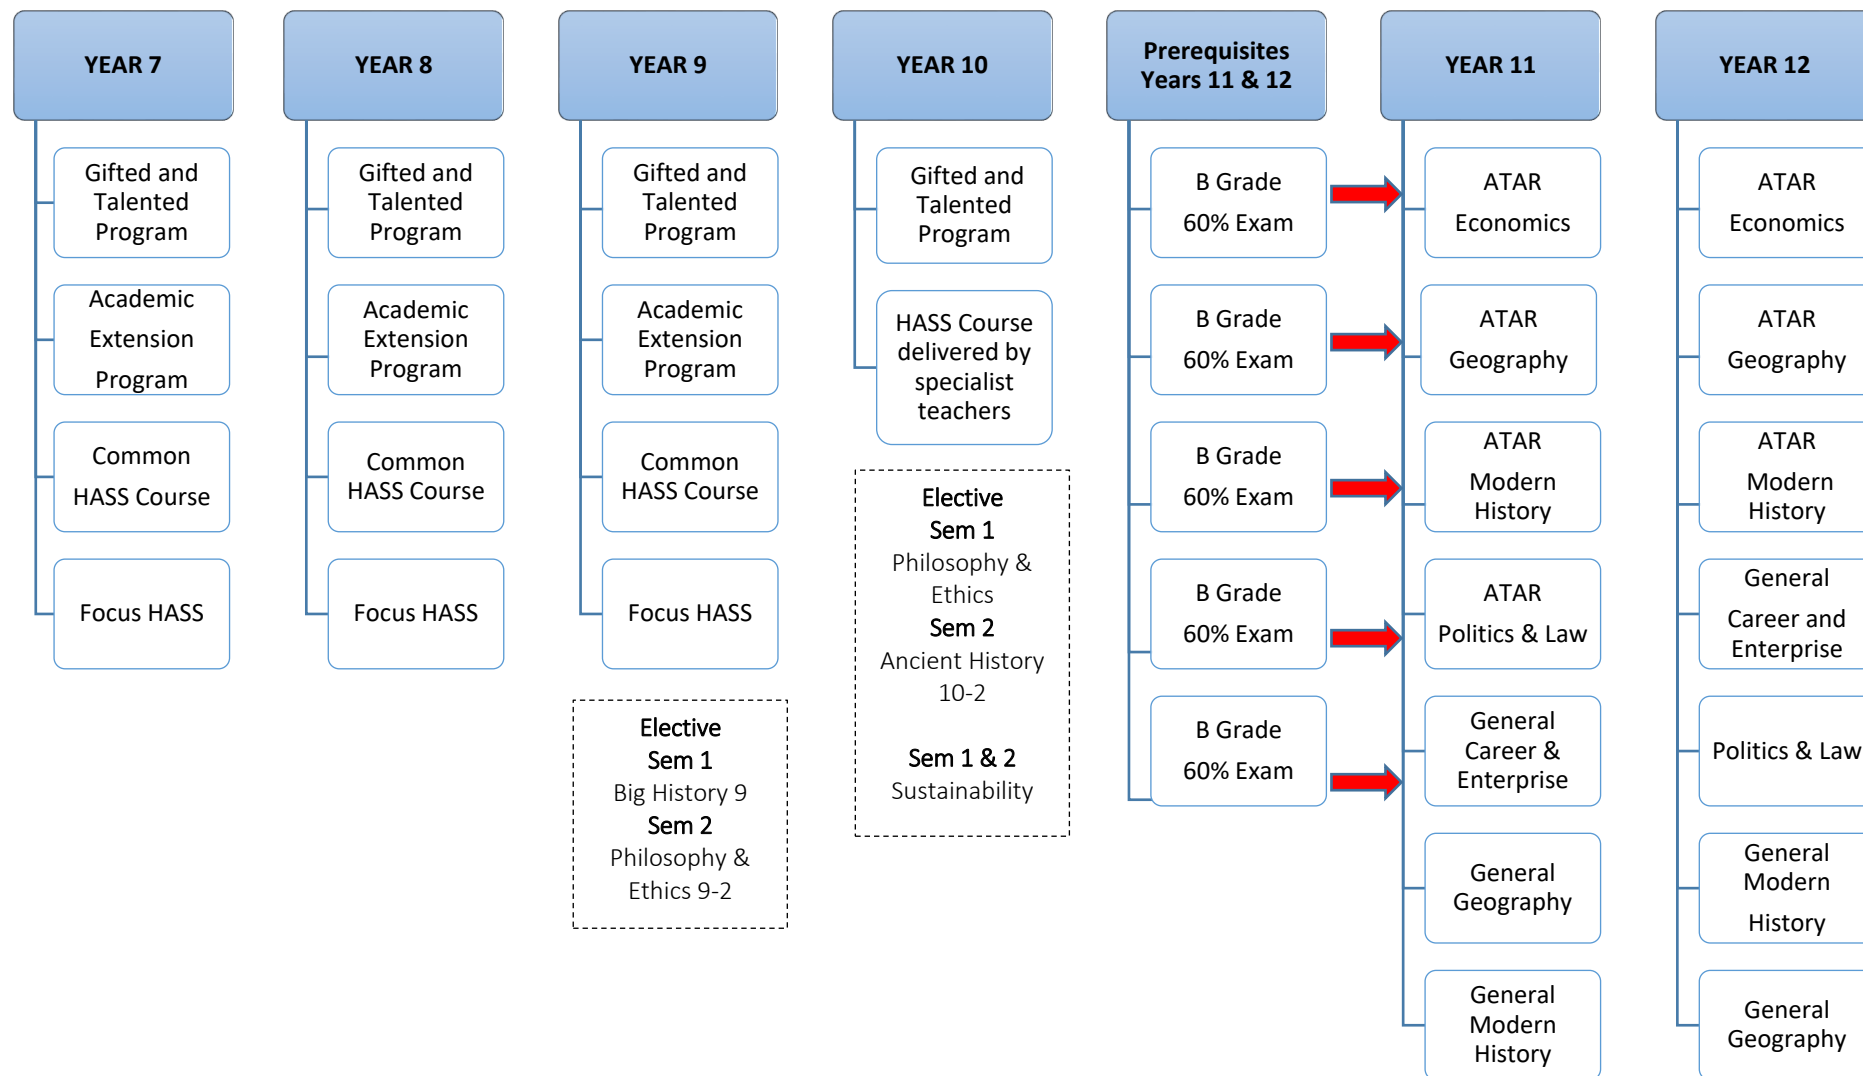 YEAR 7
Gifted and
Talented
Program
Academic
Extension
Program
Common
HASS Course
Focus HASS
YEAR 8
Gifted and
Talented
Program
Academic
Extension
Program
Common
HASS Course
Focus HASS
YEAR 9
Gifted and
Talented
Program
Academic
Extension
Program
Common
HASS Course
Focus HASS
Elective
Sem 1
Big History 9
Sem 2
Philosophy &
Ethics 9-2
YEAR 10
Gifted and
Talented
Program
HASS Course
delivered by
specialist
teachers
Elective
Sem 1
Philosophy &
Ethics
Sem 2
Ancient History
10-2
Sem 1 & 2
Sustainability
Prerequisites
Years 11 & 12
B Grade
60% Exam
B Grade
60% Exam
B Grade
60% Exam
B Grade
60% Exam
B Grade
60% Exam
YEAR 11
ATAR
Economics
ATAR
Geography
ATAR
Modern
History
ATAR
Politics & Law
General
Career &
Enterprise
General
Geography
General
Modern
History
YEAR 12
ATAR
Economics
ATAR
Geography
ATAR
Modern
History
General
Career and
Enterprise
Politics & Law
General
Modern
History
General
Geography